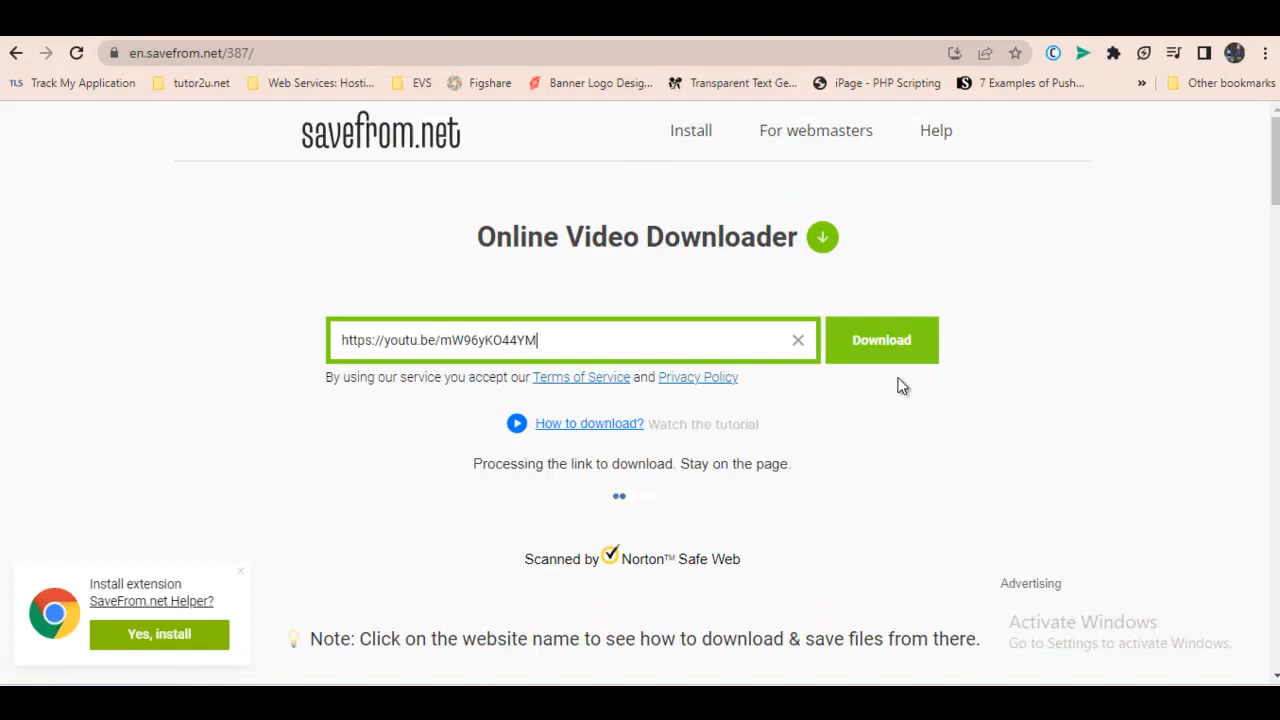 en.savefrom.net/387/
TLS Track My Application tutor2u.net Web Services: Hosti... EVS Figshare Banner Logo Desig... Transparent Text Ge... iPage - PHP Scripting 7 Examples of Push... » Other bookmarks
savefrom.net Install For webmasters Help
Online Video Downloader
https://youtu.be/mW96yKO44YM Download
By using our service you accept our Terms of Service and Privacy Policy
How to download? Watch the tutorial
Processing the link to download. Stay on the page.
Scanned by Norton™ Safe Web
Install extension
SaveFrom.net Helper?
Yes, install
Advertising
Note: Click on the website name to see how to download & save files from there.
Activate Windows
Go to Settings to activate Windows.